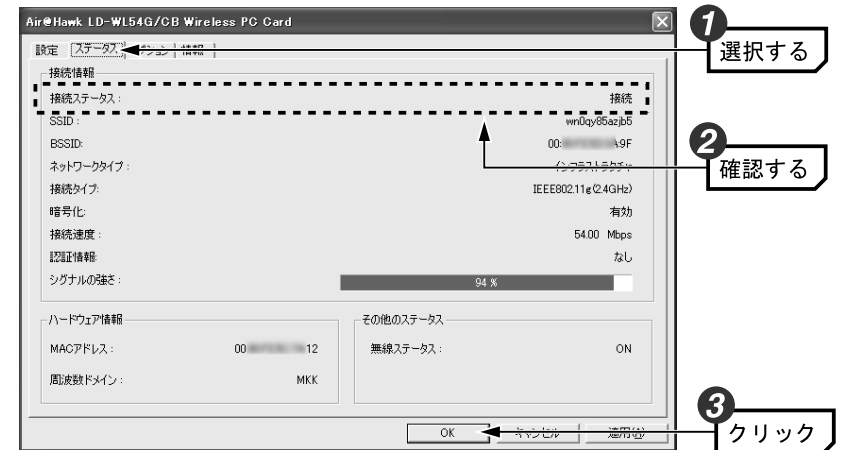 Air@Hawk LD-WL54G/CB Wireless PC Card
1
選択する
設定 ステータス 情報
接続情報
接続ステータス： 接続
SSID： wn0qy85azjb5
2
BSSID: 00: 9F
確認する
ネットワークタイプ： インフラストラクチャ
接続タイプ: IEEE802.11g(2.4GHz)
暗号化: 有効
接続速度： 54.00 Mbps
認証情報: なし
シグナルの強さ： 94 %
ハードウェア情報
その他のステータス
MACアドレス： 00 12
無線ステータス： ON
周波数ドメイン： MKK
3
OK キャンセル 適用(A)
クリック